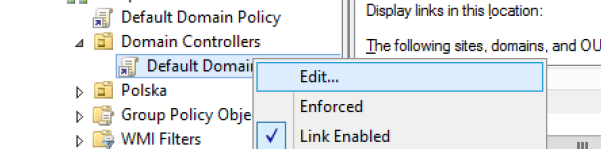 Default Domain Policy
Domain Controllers
Default Domai
Polska
Group Policy Obje
WMI Filters
Edit...
Enforced
Link Enabled
Display links in this location:
The following sites, domains, and OU